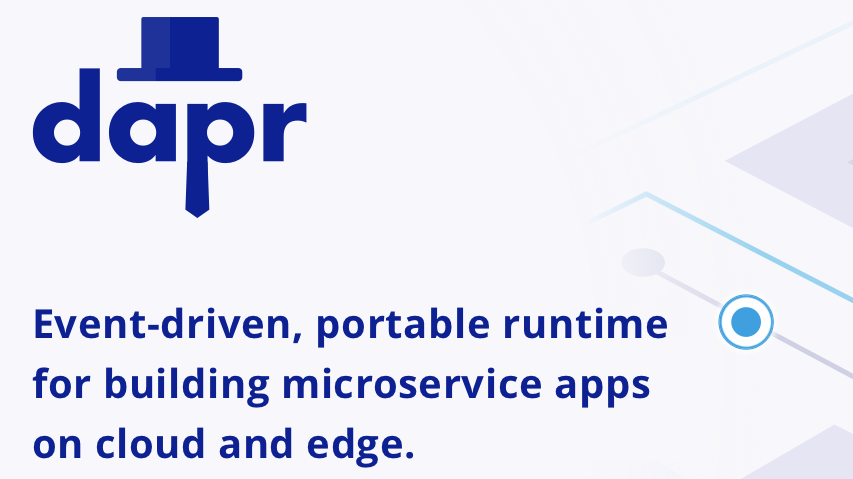 dapr
Event-driven, portable runtime
for building microservice apps
on cloud and edge.